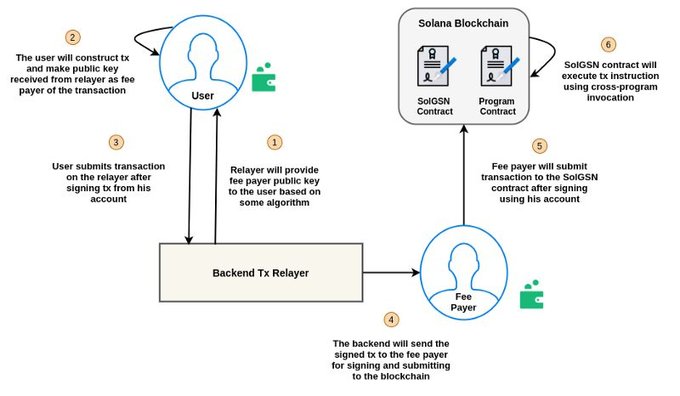 2
The user will construct tx
and make public key
received from relayer as fee
payer of the transaction
User
3
User submits transaction
on the relayer after
signing tx from his
account
1
Relayer will provide
fee payer public key
to the user based on
some algorithm
Solana Blockchain
SolGSN
Contract
Program
Contract
6
SolGSN contract will
execute tx instruction
using cross-program
invocation
5
Fee payer will submit
transaction to the SolGSN
contract after signing
using his account
Backend Tx Relayer
Fee
Payer
4
The backend will send the
signed tx to the fee payer
for signing and submitting
to the blockchain